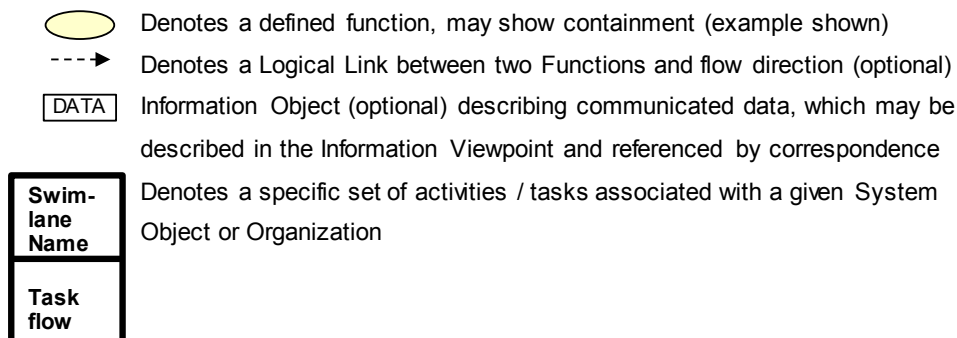 Denotes a defined function, may show containment (example shown)
Denotes a Logical Link between two Functions and flow direction (optional)
DATA Information Object (optional) describing communicated data, which may be
described in the Information Viewpoint and referenced by correspondence
Swim-
lane
Name
Denotes a specific set of activities / tasks associated with a given System
Object or Organization
Task
flow